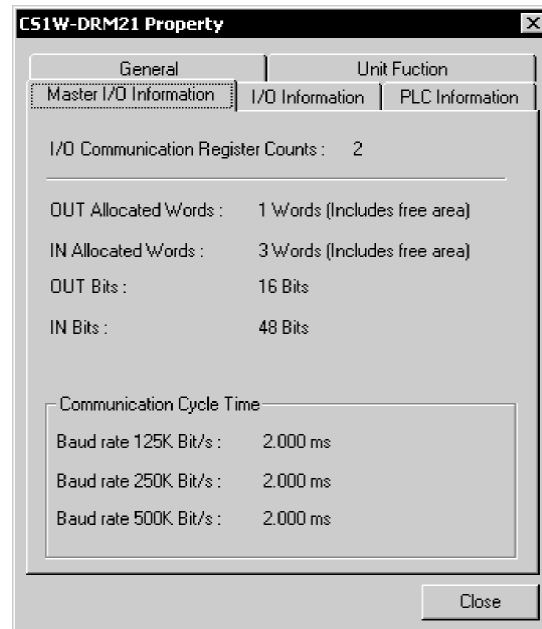 CS1W-DRM21 Property
General
Unit Fuction
Master I/O Information
I/O Information
PLC Information
I/O Communication Register Counts : 2
OUT Allocated Words : 1 Words (Includes free area)
IN Allocated Words : 3 Words (Includes free area)
OUT Bits : 16 Bits
IN Bits : 48 Bits
Communication Cycle Time
Baud rate 125K Bit/s : 2.000 ms
Baud rate 250K Bit/s : 2.000 ms
Baud rate 500K Bit/s : 2.000 ms
Close